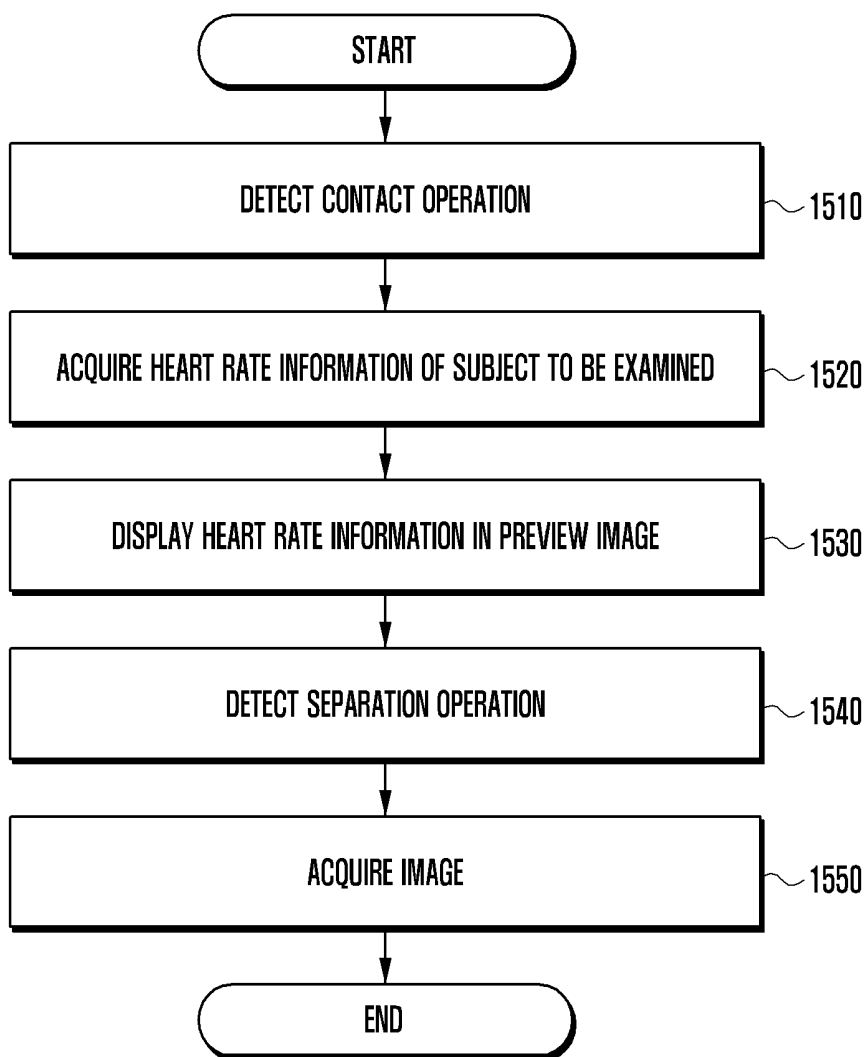 START
DETECT CONTACT OPERATION
1510
ACQUIRE HEART RATE INFORMATION OF SUBJECT TO BE EXAMINED
1520
DISPLAY HEART RATE INFORMATION IN PREVIEW IMAGE
1530
DETECT SEPARATION OPERATION
1540
ACQUIRE IMAGE
1550
END